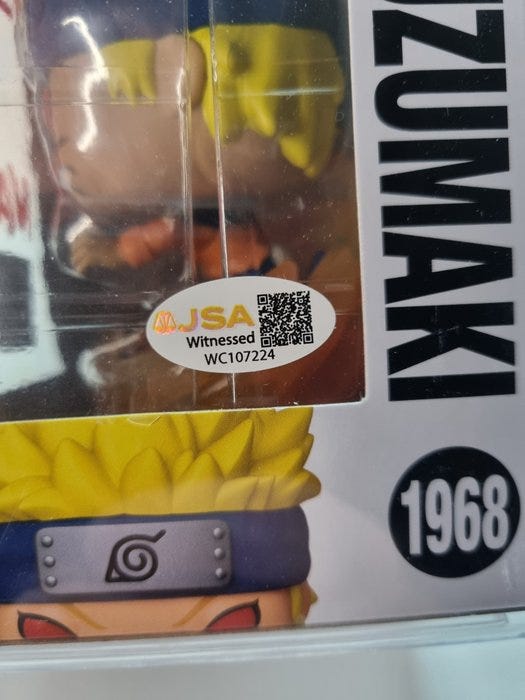 UZUMAKI
JSA
Witnessed
WC107224
1968